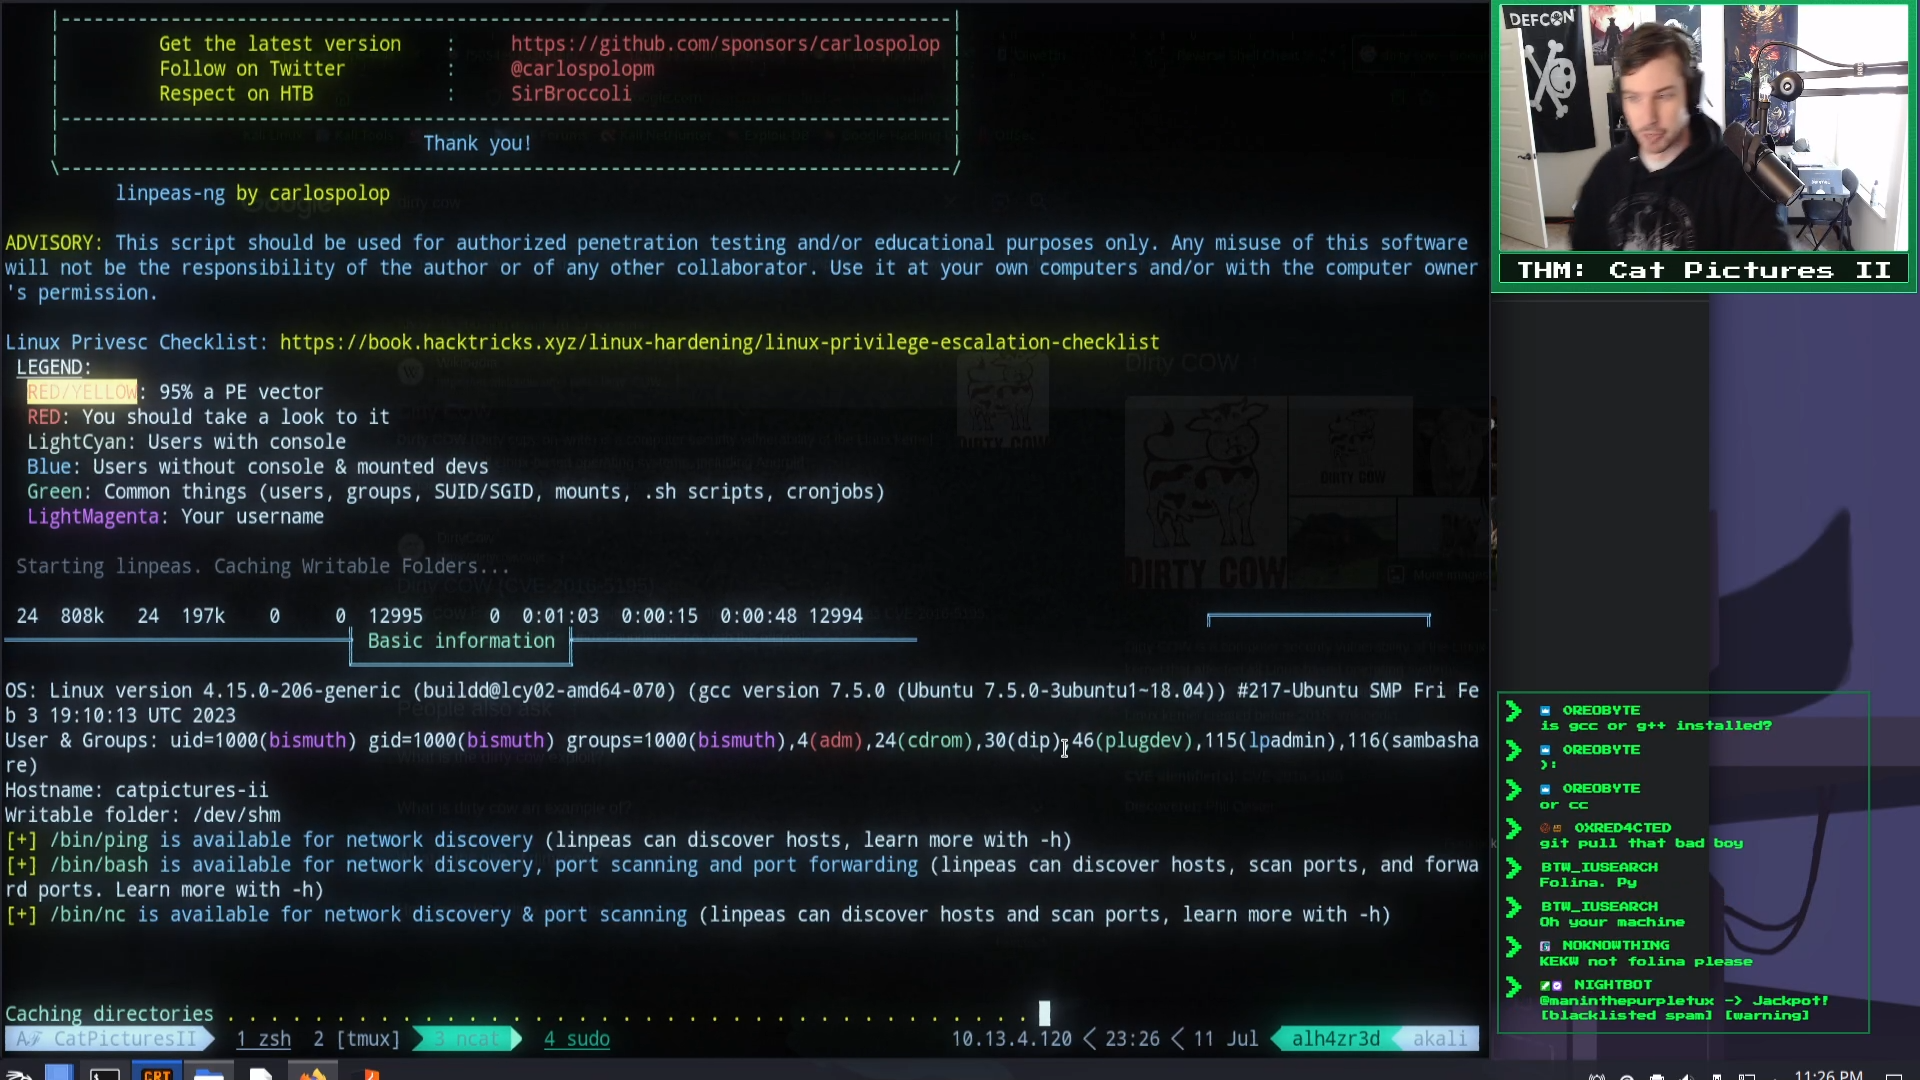 Get the latest version : https://github.com/sponsors/carlospolop
Follow on Twitter : @carlospolopm
Respect on HTB : SirBroccoli
Thank you!
linpeas-ng by carlospolop
ADVISORY: This script should be used for authorized penetration testing and/or educational purposes only. Any misuse of this software
will not be the responsibility of the author or of any other collaborator. Use it at your own computers and/or with the computer owner
's permission.
Linux Privesc Checklist: https://book.hacktricks.xyz/linux-hardening/linux-privilege-escalation-checklist
LEGEND:
RED/YELLOW: 95% a PE vector
RED: You should take a look to it
LightCyan: Users with console
Blue: Users without console & mounted devs
Green: Common things (users, groups, SUID/SGID, mounts, .sh scripts, cronjobs)
LightMagenta: Your username
Starting linpeas. Caching Writable Folders...
24 808k 24 197k 0 0 12995 0 0:01:03 0:00:15 0:00:48 12994
Basic information
OS: Linux version 4.15.0-206-generic (buildd@lcy02-amd64-070) (gcc version 7.5.0 (Ubuntu 7.5.0-3ubuntu1~18.04)) #217-Ubuntu SMP Fri Fe
b 3 19:10:13 UTC 2023
User & Groups: uid=1000(bismuth) gid=1000(bismuth) groups=1000(bismuth),4(adm),24(cdrom),30(dip),46(plugdev),115(lpadmin),116(sambasha
re)
Hostname: catpictures-ii
Writable folder: /dev/shm
[+] /bin/ping is available for network discovery (linpeas can discover hosts, learn more with -h)
[+] /bin/bash is available for network discovery, port scanning and port forwarding (linpeas can discover hosts, scan ports, and forwa
rd ports. Learn more with -h)
[+] /bin/nc is available for network discovery & port scanning (linpeas can discover hosts and scan ports, learn more with -h)
Caching directories . . . . . . . . . . . . . . . . . . . . . . . . . . . . . . . . . . . . .
CatPicturesII 1 zsh 2 [tmux] 3 ncat 4 sudo 10.13.4.120 < 23:26 < 11 Jul alh4zr3d akali
DEFCON
THM: Cat Pictures II
OREOBYTE
is gcc or g++ installed?
OREOBYTE
):
OREOBYTE
or cc
0XRED4CTED
git pull that bad boy
BTW_IUSEARCH
Folina. Py
BTW_IUSEARCH
Oh your machine
NOKNOWTHING
KEKW not folina please
NIGHTBOT
@maninthepurpletux -> Jackpot!
[blacklisted spam] [warning]
11:26 PM
Dirty COW
DIRTY COW